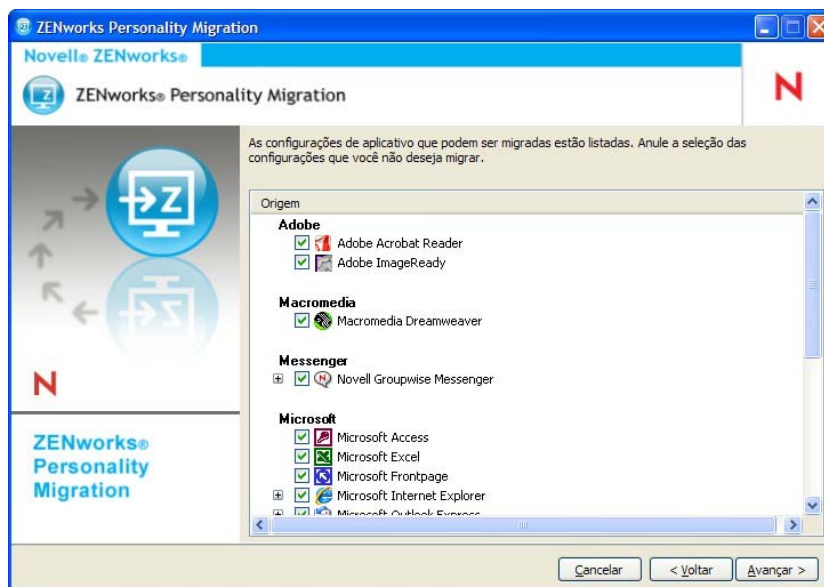 ZENworks Personality Migration
Novell® ZENworks®
ZENworks® Personality Migration
N
As configurações de aplicativo que podem ser migradas estão listadas. Anule a seleção das
configurações que você não deseja migrar.
Origem
Adobe
Adobe Acrobat Reader
Adobe ImageReady
Macromedia
Macromedia Dreamweaver
Messenger
Novell Groupwise Messenger
Microsoft
Microsoft Access
Microsoft Excel
Microsoft Frontpage
Microsoft Internet Explorer
Microsoft Outlook Express
Z
N
ZENworks®
Personality
Migration
Cancelar
< Voltar
Avançar >